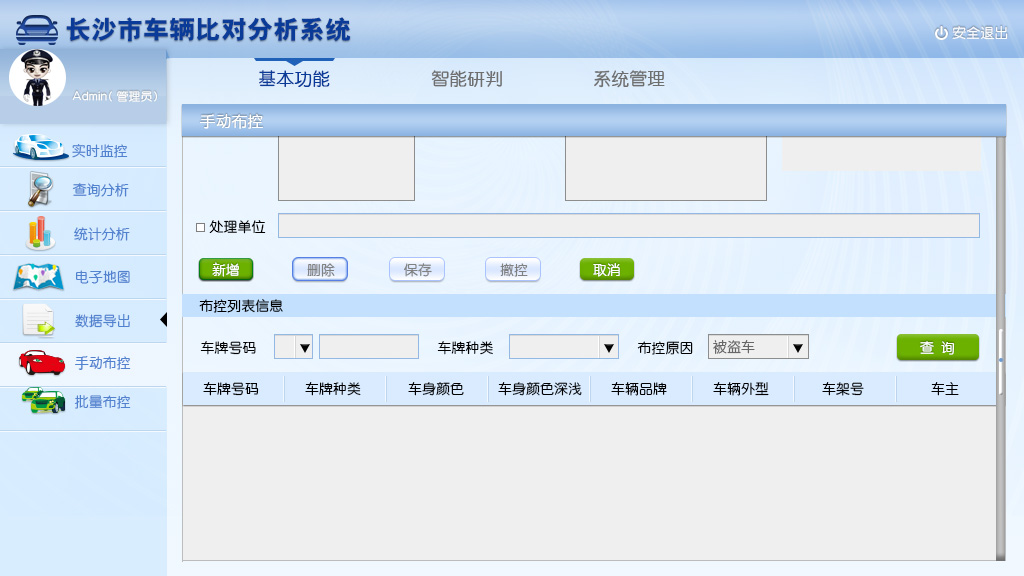 长沙市车辆比对分析系统
安全退出
Admin( 管理员)
基本功能 智能研判 系统管理
手动布控
实时监控
查询分析
统计分析
电子地图
数据导出
手动布控
批量布控
处理单位
新增 删除 保存 撤控 取消
布控列表信息
车牌号码 车牌种类 布控原因 被盗车 查 询
车牌号码 车牌种类 车身颜色 车身颜色深浅 车辆品牌 车辆外型 车架号 车主